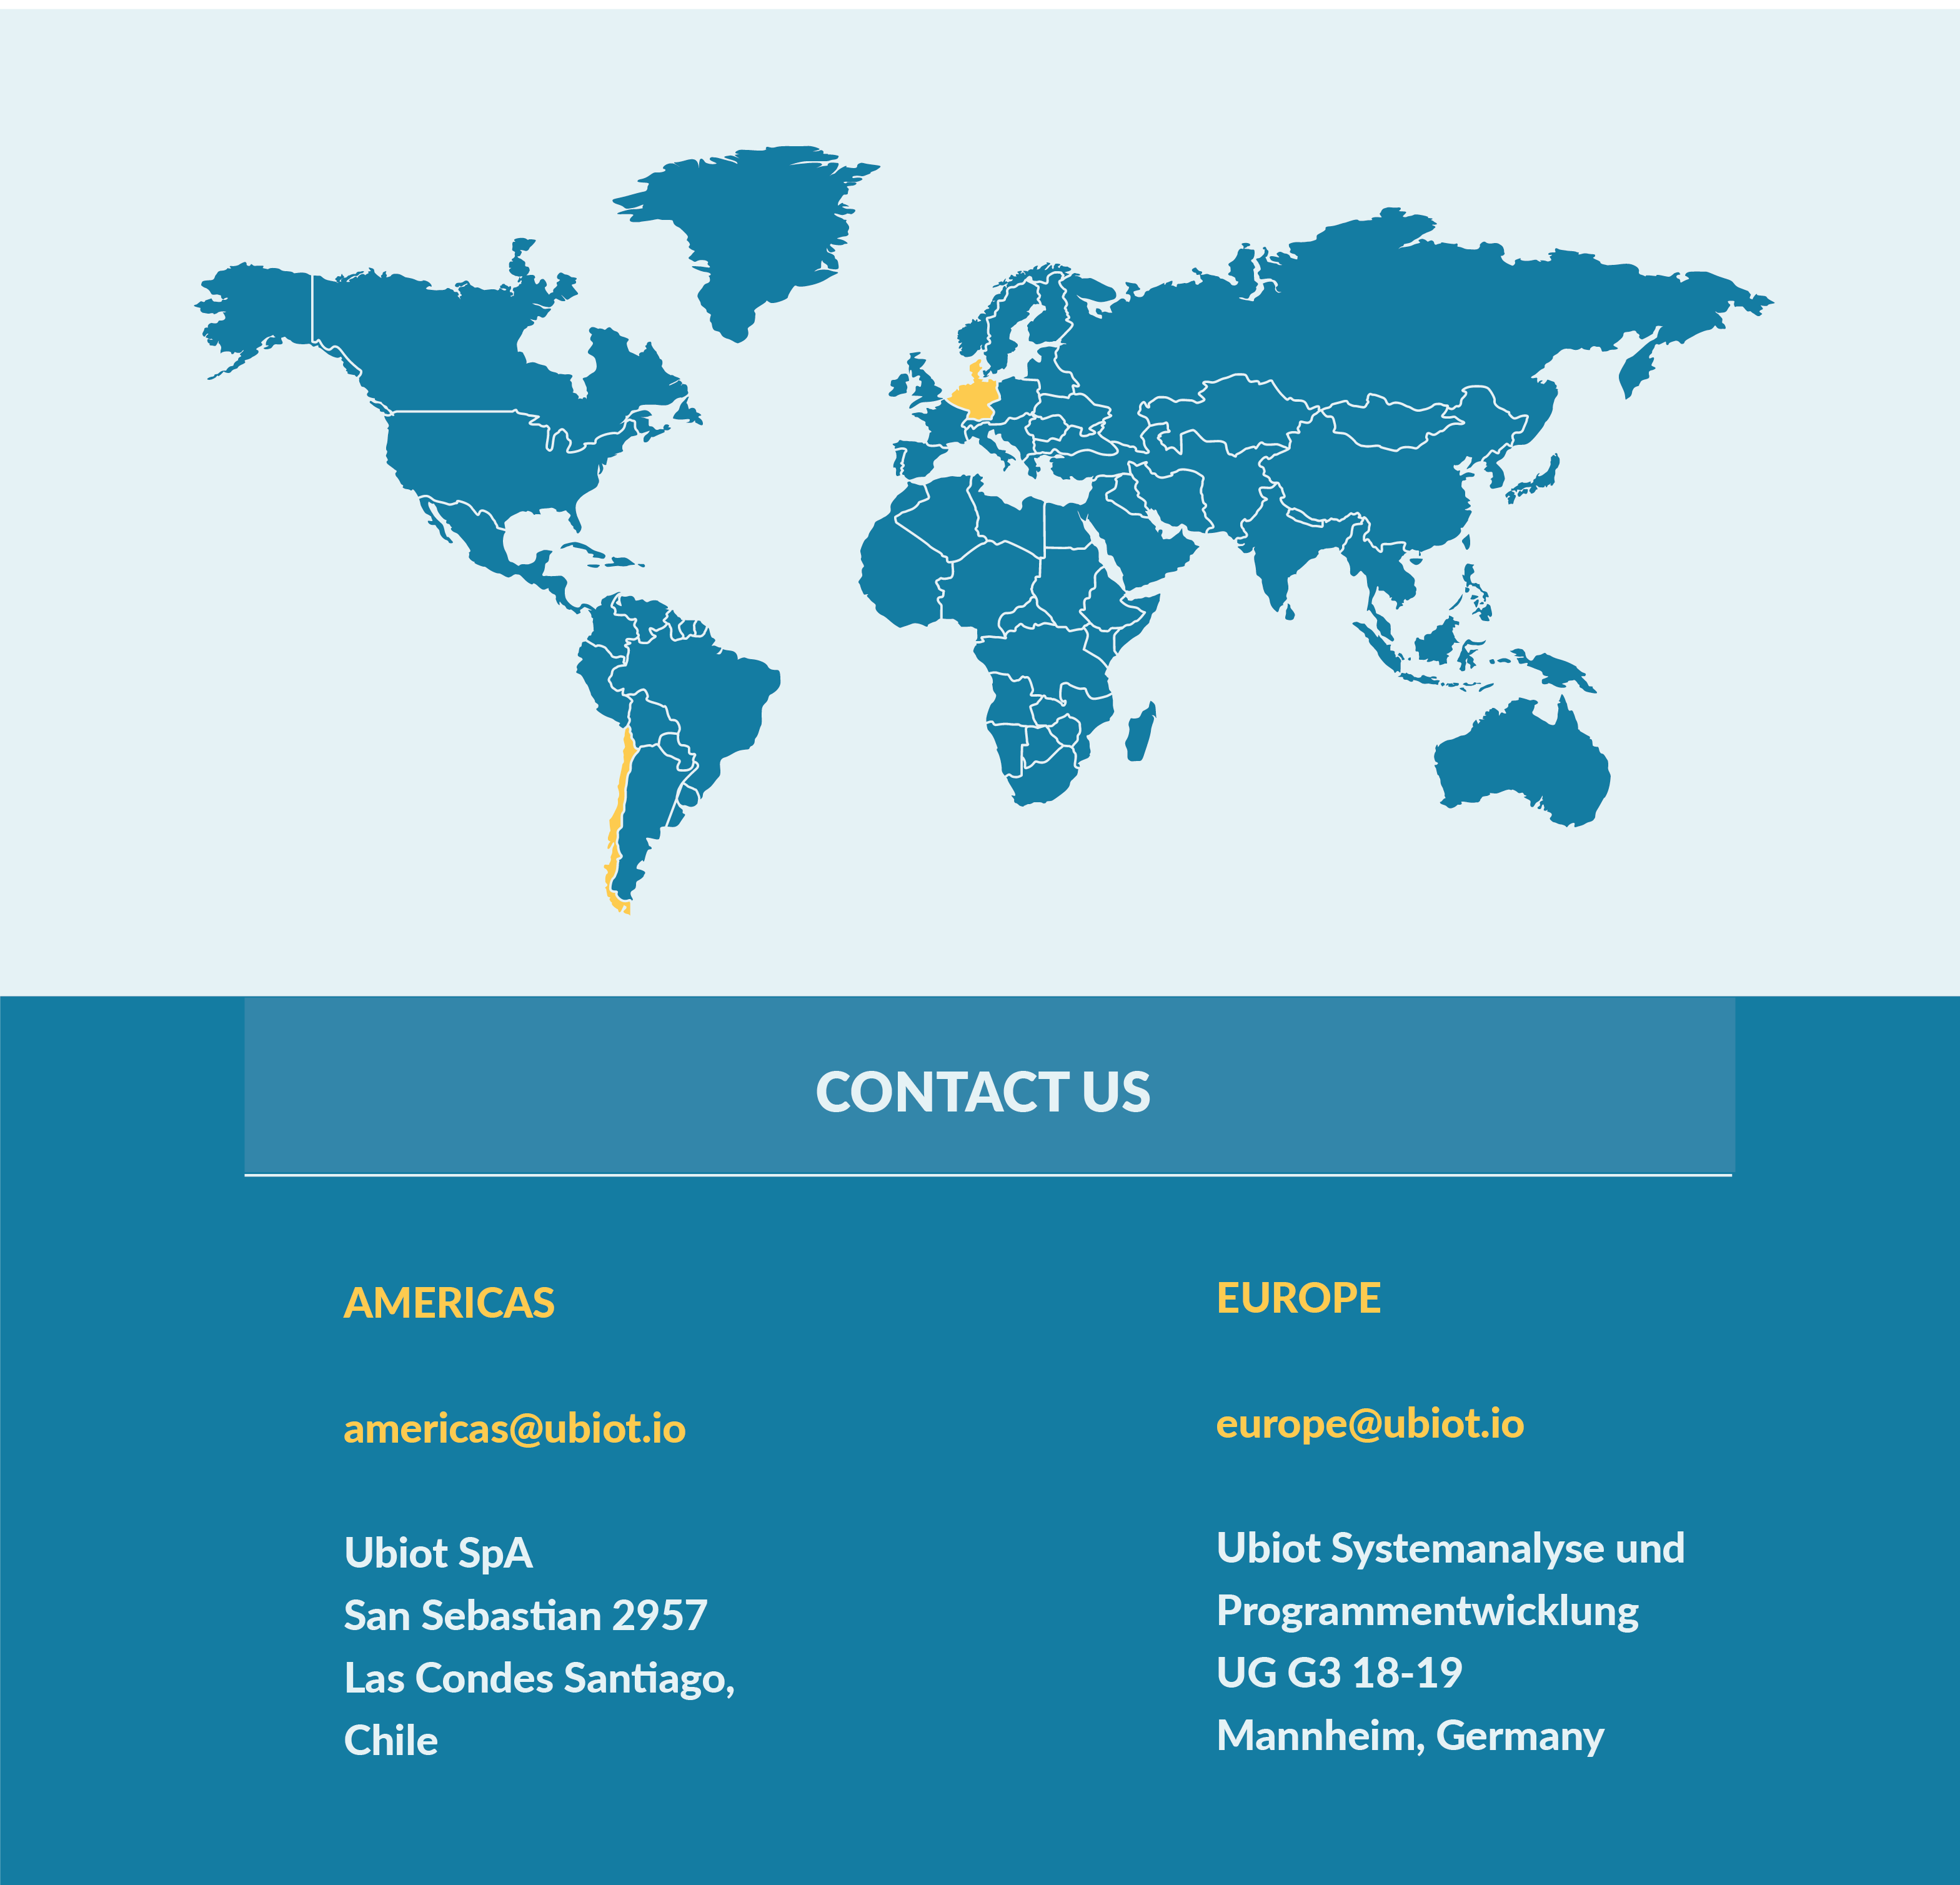 CONTACT US
AMERICAS
americas@ubiot.io
Ubiot SpA
San Sebastian 2957
Las Condes Santiago,
Chile
EUROPE
europe@ubiot.io
Ubiot Systemanalyse und
Programmentwicklung
UG G3 18-19
Mannheim, Germany